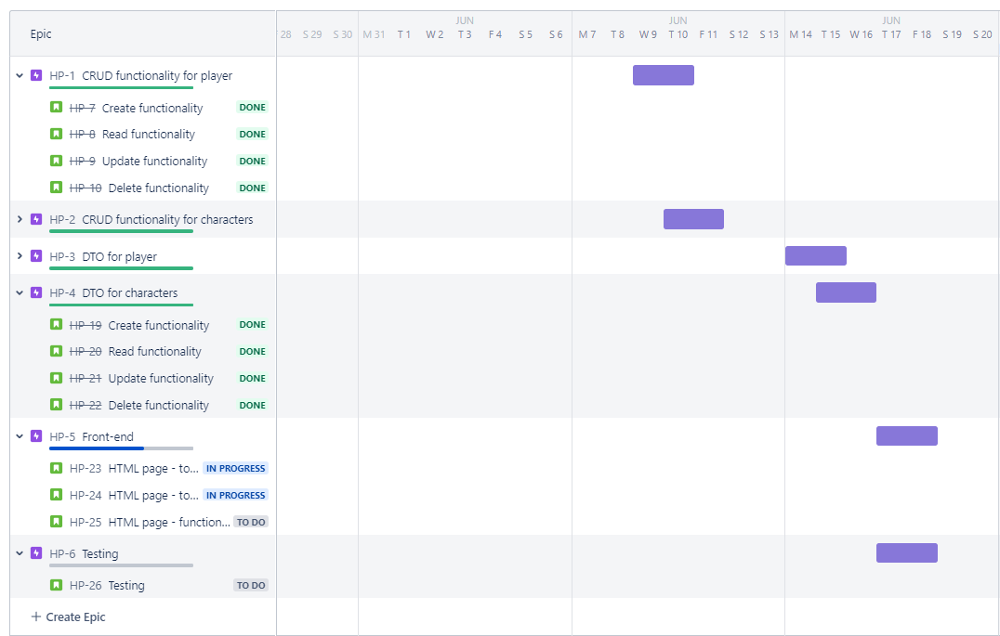 Epic
JUN JUN JUN
28 S 29 S 30 M 31 T 1 W 2 T 3 F 4 S 5 S 6 M 7 T 8 W 9 T 10 F 11 S 12 S 13 M 14 T 15 W 16 T 17 F 18 S 19 S 20
HP-1 CRUD functionality for player
HP-7 Create functionality DONE
HP-8 Read functionality DONE
HP-9 Update functionality DONE
HP-10 Delete functionality DONE
HP-2 CRUD functionality for characters
HP-3 DTO for player
HP-4 DTO for characters
HP-19 Create functionality DONE
HP-20 Read functionality DONE
HP-21 Update functionality DONE
HP-22 Delete functionality DONE
HP-5 Front-end
HP-23 HTML page - to... IN PROGRESS
HP-24 HTML page - to... IN PROGRESS
HP-25 HTML page - function... TO DO
HP-6 Testing
HP-26 Testing TO DO
+ Create Epic